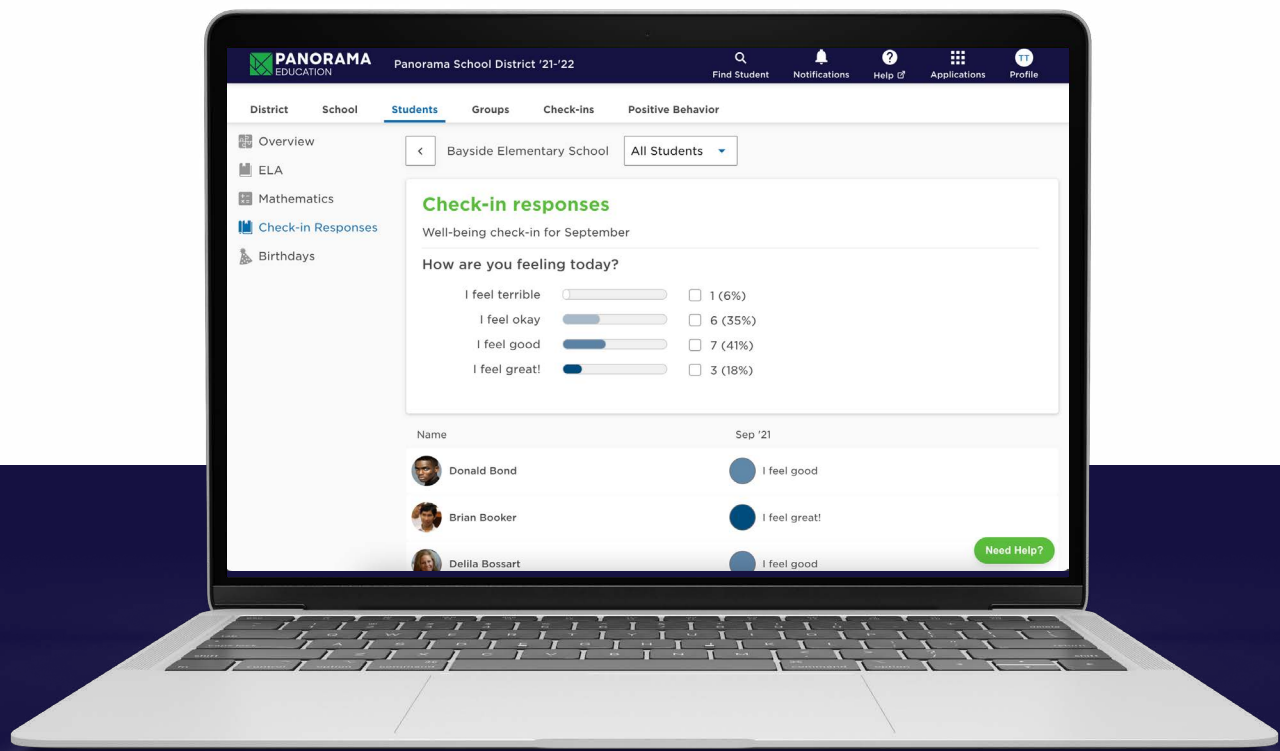 PANORAMA
EDUCATION
Panorama School District '21-'22
Find Student
Notifications
Help
Applications
TT
Profile
District
School
Students
Groups
Check-ins
Positive Behavior
Overview
ELA
Mathematics
Check-in Responses
Birthdays
Bayside Elementary School
All Students
Check-in responses
Well-being check-in for September
How are you feeling today?
I feel terrible 1 (6%)
I feel okay 6 (35%)
I feel good 7 (41%)
I feel great! 3 (18%)
Name Sep '21
Donald Bond I feel good
Brian Booker I feel great!
Delila Bossart I feel good
Need Help?